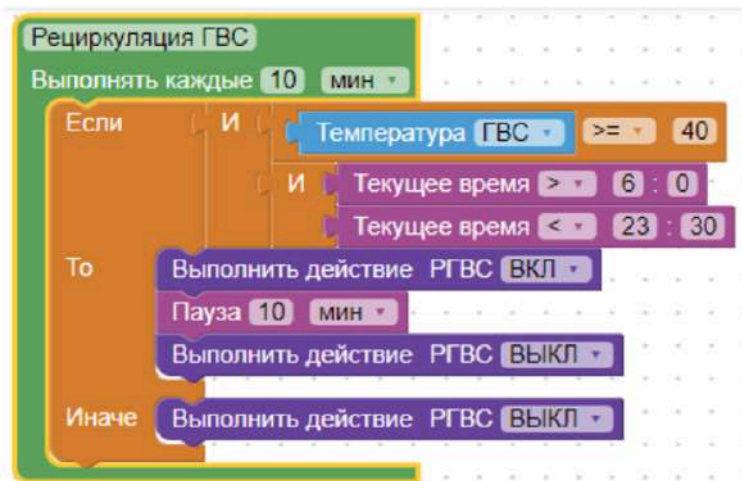 Рециркуляция ГВС
Выполнять каждые 10 мин
Если И Температура ГВС >= 40
И Текущее время > 6 : 0
Текущее время < 23 : 30
То Выполнить действие РГВС ВКЛ
Пауза 10 мин
Выполнить действие РГВС ВЫКЛ
Иначе Выполнить действие РГВС ВЫКЛ